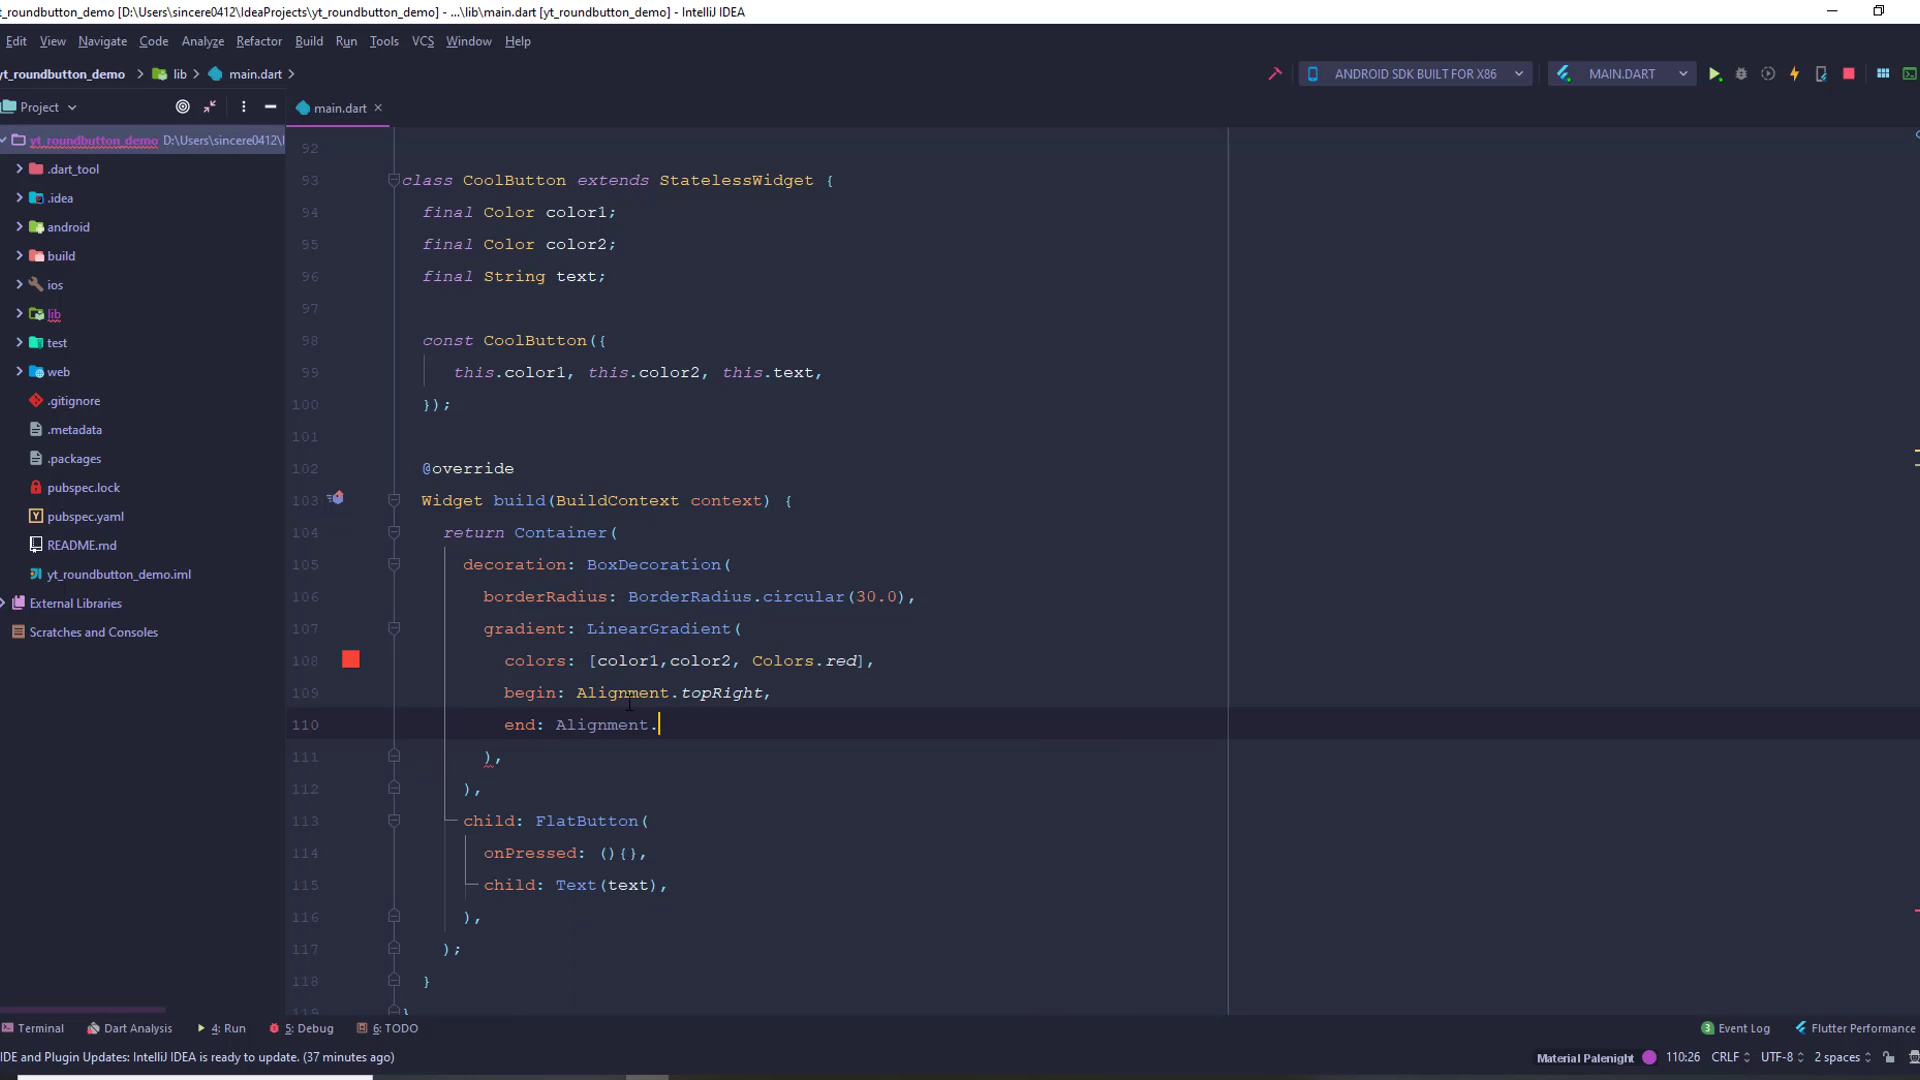 t_roundbutton_demo [D:\Users\sincere0412\IdeaProjects\yt_roundbutton_demo] - ...\lib\main.dart [yt_roundbutton_demo] - IntelliJ IDEA
Edit View Navigate Code Analyze Refactor Build Run Tools VCS Window Help
yt_roundbutton_demo lib main.dart
ANDROID SDK BUILT FOR X86 MAIN.DART
Project
main.dart
yt_roundbutton_demo D:\Users\sincere0412\I
.dart_tool
.idea
android
build
ios
lib
test
web
.gitignore
.metadata
.packages
pubspec.lock
pubspec.yaml
README.md
yt_roundbutton_demo.iml
External Libraries
Scratches and Consoles
92
93 class CoolButton extends StatelessWidget {
94 final Color color1;
95 final Color color2;
96 final String text;
97
98 const CoolButton({
99 this.color1, this.color2, this.text,
100 });
101
102 @override
103 Widget build(BuildContext context) {
104 return Container(
105 decoration: BoxDecoration(
106 borderRadius: BorderRadius.circular(30.0),
107 gradient: LinearGradient(
108 colors: [color1,color2, Colors.red],
109 begin: Alignment.topRight,
110 end: Alignment.
111 ),
112 ),
113 child: FlatButton(
114 onPressed: (){},
115 child: Text(text),
116 ),
117 );
118 }
119 }
Terminal Dart Analysis 4: Run 5: Debug 6: TODO
3 Event Log Flutter Performance
IDE and Plugin Updates: IntelliJ IDEA is ready to update. (37 minutes ago)
Material Palenight 110:26 CRLF UTF-8 2 spaces